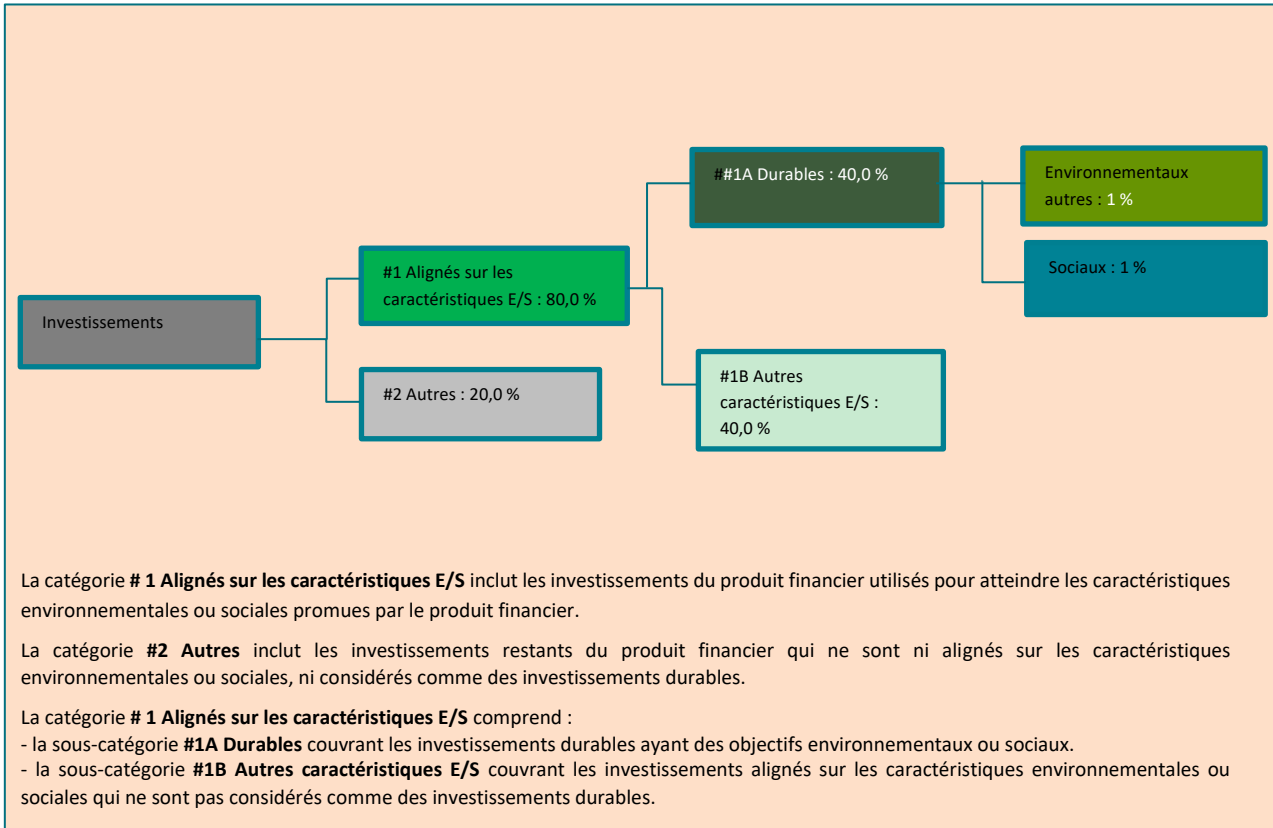 ##1A Durables : 40,0 %
Environnementaux
autres : 1 %
Sociaux : 1 %
#1 Alignés sur les
caractéristiques E/S : 80,0 %
Investissements
#2 Autres : 20,0 %
#1B Autres
caractéristiques E/S :
40,0 %
La catégorie # 1 Alignés sur les caractéristiques E/S inclut les investissements du produit financier utilisés pour atteindre les caractéristiques
environnementales ou sociales promues par le produit financier.
La catégorie #2 Autres inclut les investissements restants du produit financier qui ne sont ni alignés sur les caractéristiques
environnementales ou sociales, ni considérés comme des investissements durables.
La catégorie # 1 Alignés sur les caractéristiques E/S comprend :
- la sous-catégorie #1A Durables couvrant les investissements durables ayant des objectifs environnementaux ou sociaux.
- la sous-catégorie #1B Autres caractéristiques E/S couvrant les investissements alignés sur les caractéristiques environnementales ou
sociales qui ne sont pas considérés comme des investissements durables.